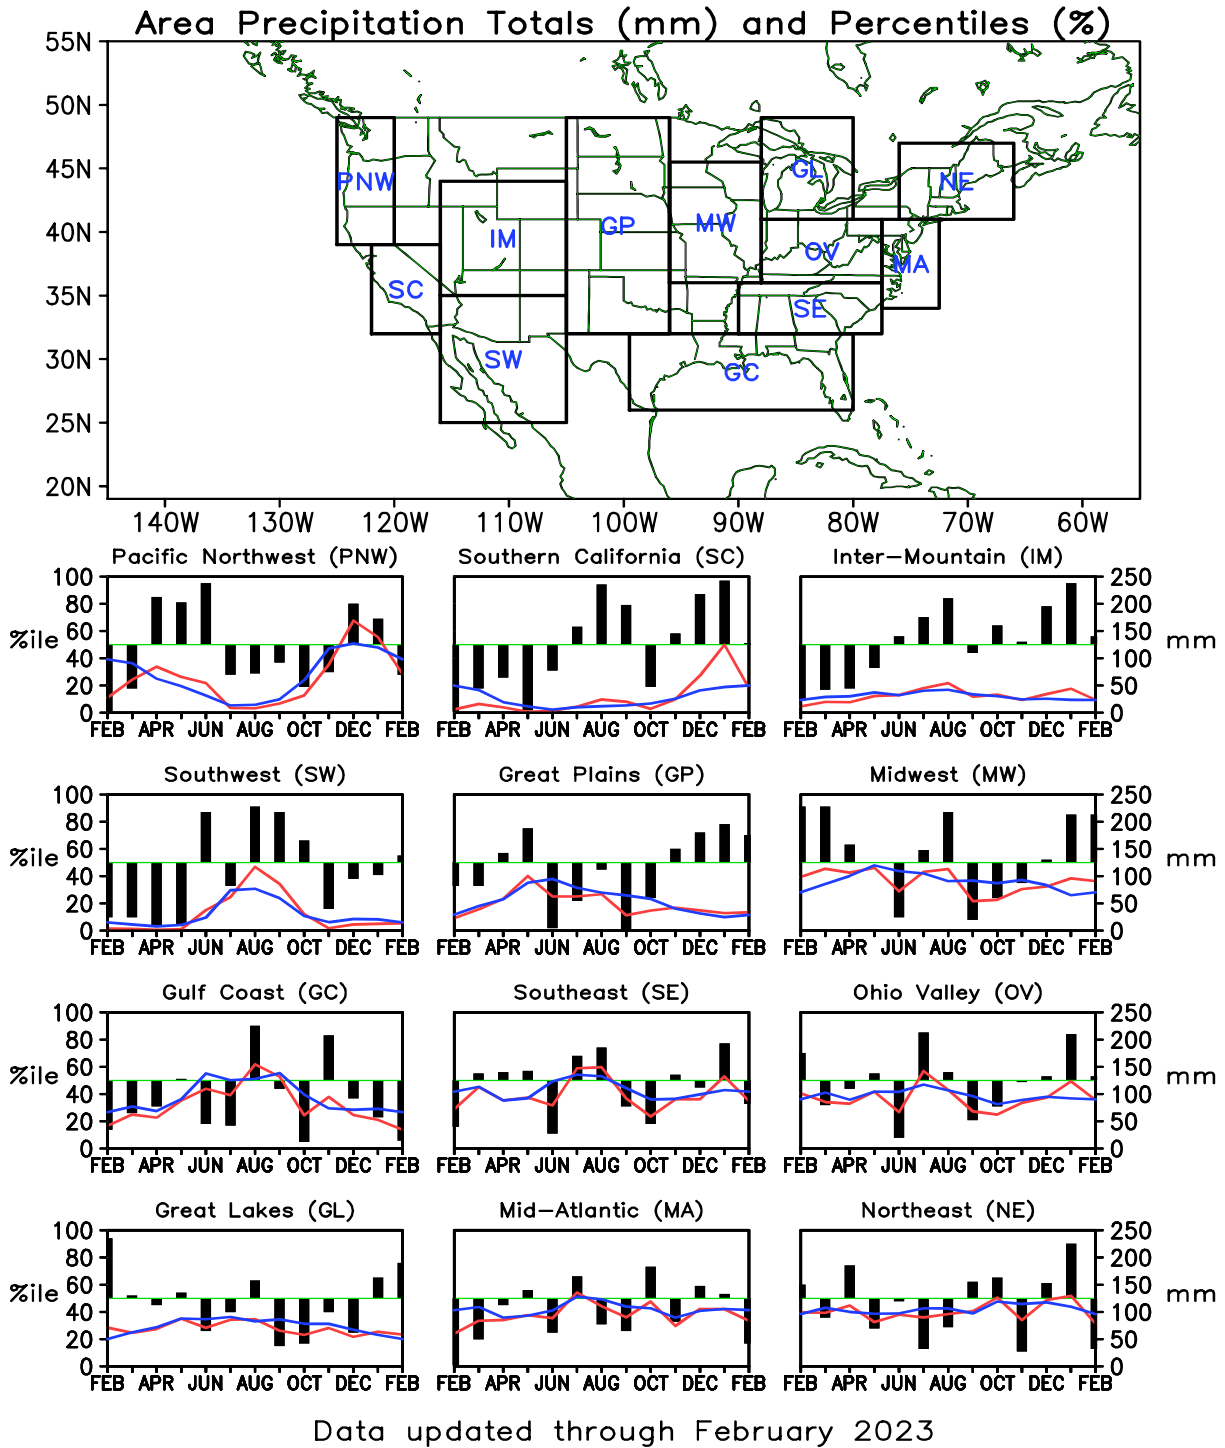 Area Precipitation Totals (mm) and Percentiles (%)
55N
50N
45N
40N
35N
30N
25N
20N
PNW
GL
NE
IM
GP
MW
OV
MA
SC
SE
SW
GC
140W 130W 120W 110W 100W 90W 80W 70W 60W
Pacific Northwest (PNW) Southern California (SC) Inter-Mountain (IM)
100 250
80 200
%ile 60 150 mm
40 100
20 50
0 0
FEB APR JUN AUG OCT DEC FEB FEB APR JUN AUG OCT DEC FEB FEB APR JUN AUG OCT DEC FEB
Southwest (SW) Great Plains (GP) Midwest (MW)
100 250
80 200
%ile 60 150 mm
40 100
20 50
0 0
FEB APR JUN AUG OCT DEC FEB FEB APR JUN AUG OCT DEC FEB FEB APR JUN AUG OCT DEC FEB
Gulf Coast (GC) Southeast (SE) Ohio Valley (OV)
100 250
80 200
%ile 60 150 mm
40 100
20 50
0 0
FEB APR JUN AUG OCT DEC FEB FEB APR JUN AUG OCT DEC FEB FEB APR JUN AUG OCT DEC FEB
Great Lakes (GL) Mid-Atlantic (MA) Northeast (NE)
100 250
80 200
%ile 60 150 mm
40 100
20 50
0 0
FEB APR JUN AUG OCT DEC FEB FEB APR JUN AUG OCT DEC FEB FEB APR JUN AUG OCT DEC FEB
Data updated through February 2023